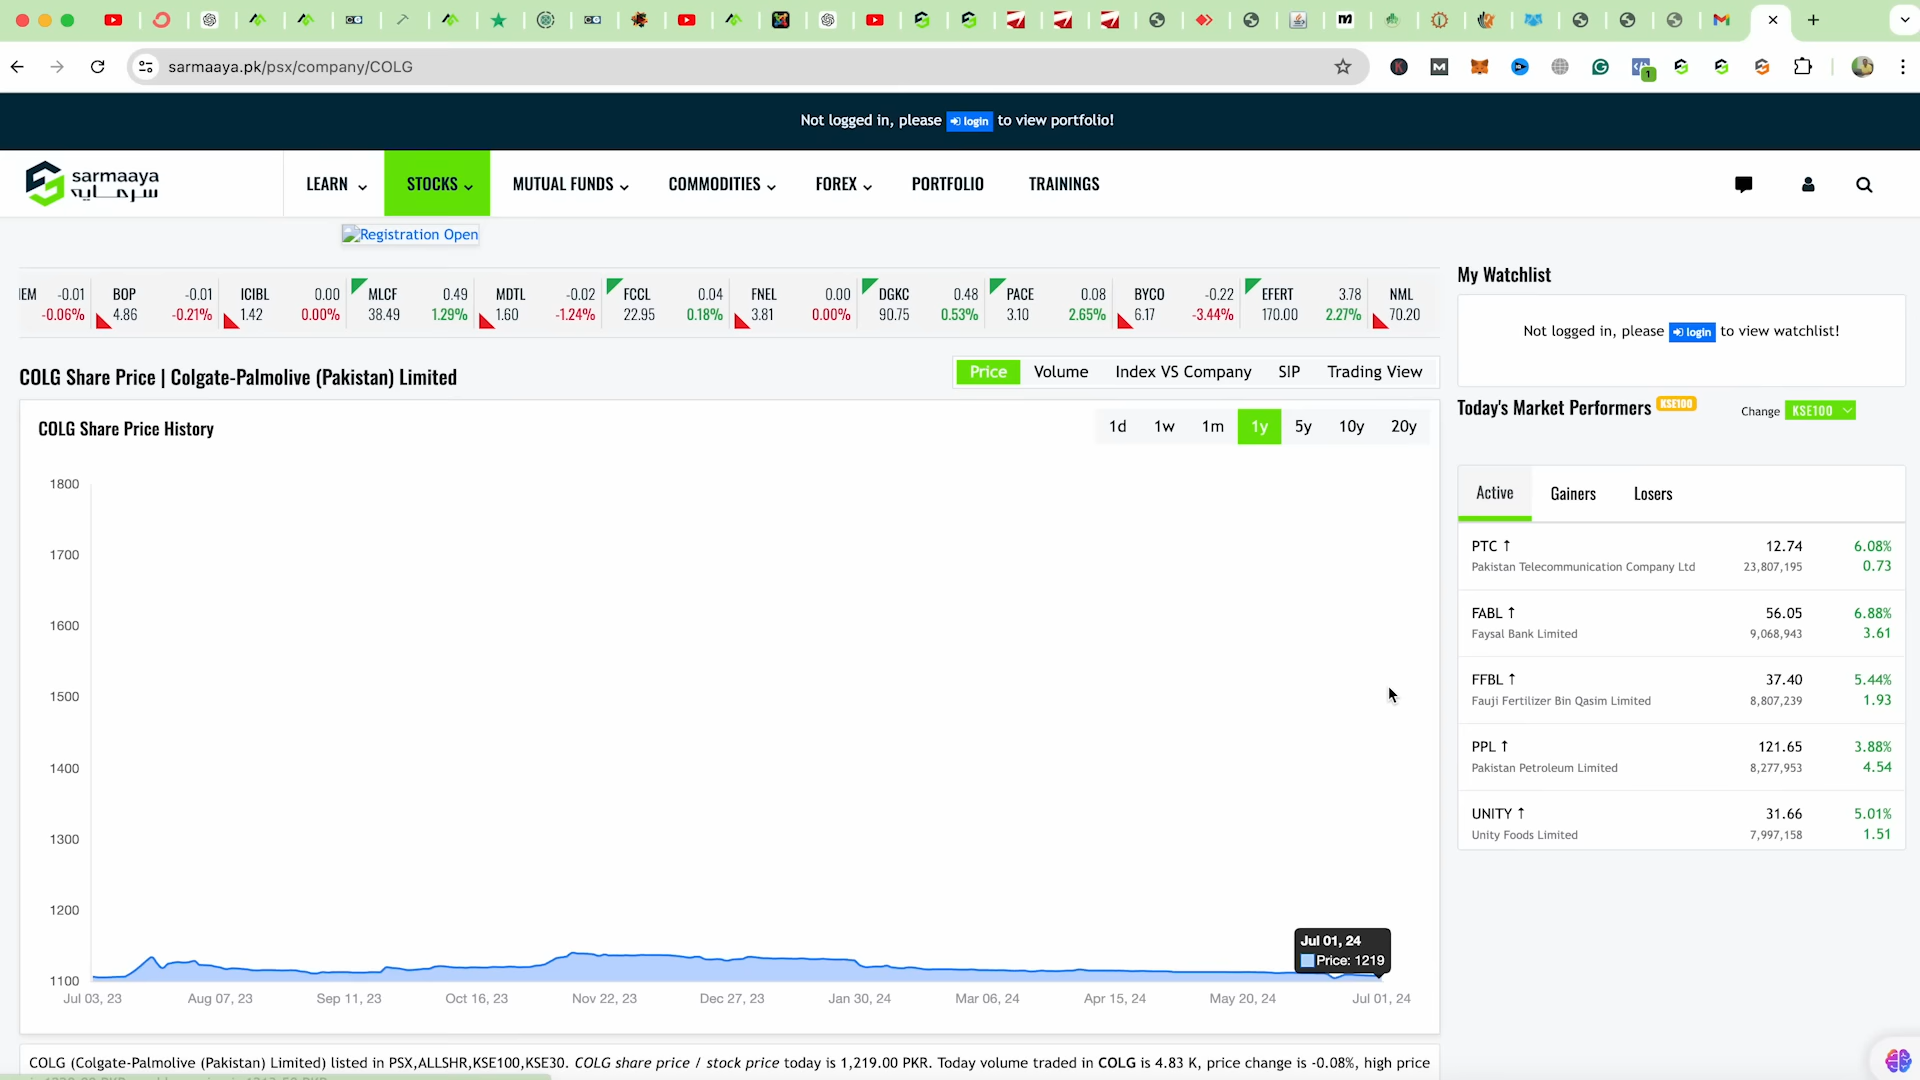 sarmaaya.pk/psx/company/COLG
1
Not logged in, please login to view portfolio!
sarmaaya
سرمایه
LEARN
STOCKS
MUTUAL FUNDS
COMMODITIES
FOREX
PORTFOLIO
TRAININGS
Registration Open
-0.01
-0.06%
BOP -0.01
4.86 -0.21%
ICIBL 0.00
1.42 0.00%
MLCF 0.49
38.49 1.29%
MDTL -0.02
1.60 -1.24%
FCCL 0.04
22.95 0.18%
FNEL 0.00
3.81 0.00%
DGKC 0.48
90.75 0.53%
PACE 0.08
3.10 2.65%
BYCO -0.22
6.17 -3.44%
EFERT 3.78
170.00 2.27%
NML
70.20
COLG Share Price | Colgate-Palmolive (Pakistan) Limited
Price Volume Index VS Company SIP Trading View
COLG Share Price History
1d 1w 1m 1y 5y 10y 20y
1800
1700
1600
1500
1400
1300
1200
1100
Jul 01, 24
Price: 1219
Jul 03, 23 Aug 07, 23 Sep 11, 23 Oct 16, 23 Nov 22, 23 Dec 27, 23 Jan 30, 24 Mar 06, 24 Apr 15, 24 May 20, 24 Jul 01, 24
COLG (Colgate-Palmolive (Pakistan) Limited) listed in PSX,ALLSHR,KSE100,KSE30. COLG share price / stock price today is 1,219.00 PKR. Today volume traded in COLG is 4.83 K, price change is -0.08%, high price
My Watchlist
Not logged in, please login to view watchlist!
Today's Market Performers KSE100
Change KSE100
Active Gainers Losers
PTC ↑ 12.74 6.08%
Pakistan Telecommunication Company Ltd 23,807,195 0.73
FABL ↑ 56.05 6.88%
Faysal Bank Limited 9,068,943 3.61
FFBL ↑ 37.40 5.44%
Fauji Fertilizer Bin Qasim Limited 8,807,239 1.93
PPL ↑ 121.65 3.88%
Pakistan Petroleum Limited 8,277,953 4.54
UNITY ↑ 31.66 5.01%
Unity Foods Limited 7,997,158 1.51